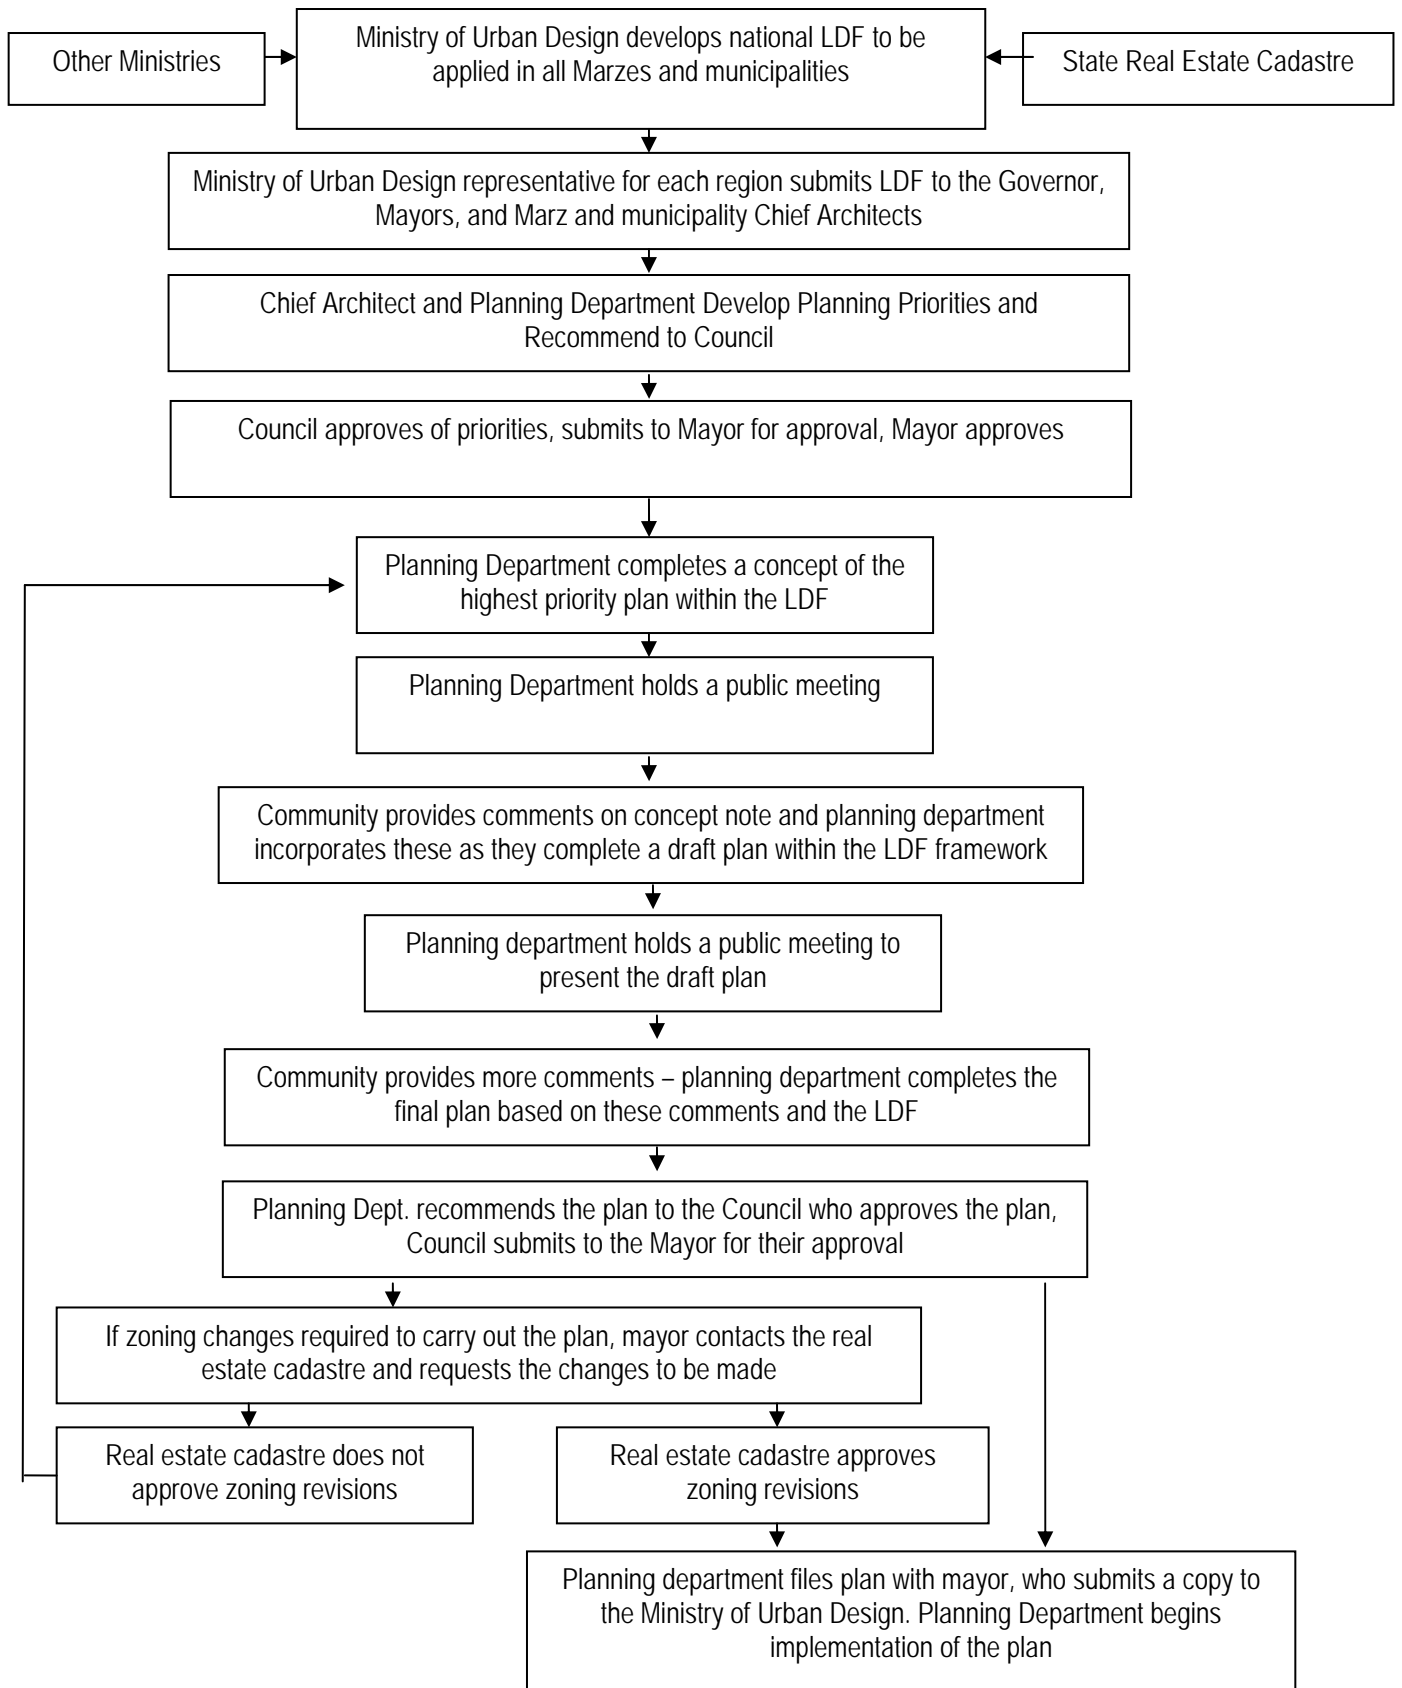 Ministry of Urban Design develops national LDF to be
applied in all Marzes and municipalities
Other Ministries
State Real Estate Cadastre
Ministry of Urban Design representative for each region submits LDF to the Governor,
Mayors, and Marz and municipality Chief Architects
Chief Architect and Planning Department Develop Planning Priorities and
Recommend to Council
Council approves of priorities, submits to Mayor for approval, Mayor approves
Planning Department completes a concept of the
highest priority plan within the LDF
Planning Department holds a public meeting
Community provides comments on concept note and planning department
incorporates these as they complete a draft plan within the LDF framework
Planning department holds a public meeting to
present the draft plan
Community provides more comments – planning department completes the
final plan based on these comments and the LDF
Planning Dept. recommends the plan to the Council who approves the plan,
Council submits to the Mayor for their approval
If zoning changes required to carry out the plan, mayor contacts the real
estate cadastre and requests the changes to be made
Real estate cadastre does not
approve zoning revisions
Real estate cadastre approves
zoning revisions
Planning department files plan with mayor, who submits a copy to
the Ministry of Urban Design. Planning Department begins
implementation of the plan